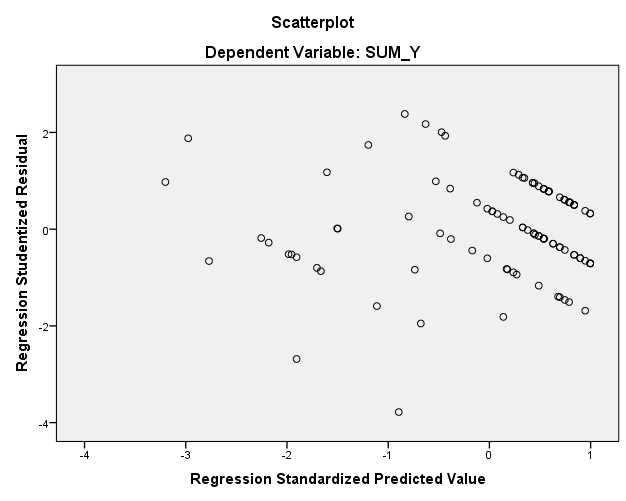 Scatterplot
Dependent Variable: SUM_Y
Regression Studentized Residual
2
0
-2
-4
-4 -3 -2 -1 0 1
Regression Standardized Predicted Value